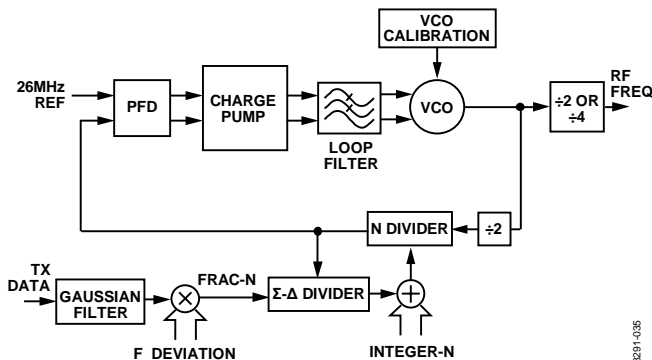 VCO
CALIBRATION
26MHz
REF
PFD
CHARGE
PUMP
LOOP
FILTER
VCO
÷2 OR
÷4
RF
FREQ
N DIVIDER
÷2
TX
DATA
GAUSSIAN
FILTER
×
FRAC-N
Σ-Δ DIVIDER
+
F_DEVIATION
INTEGER-N